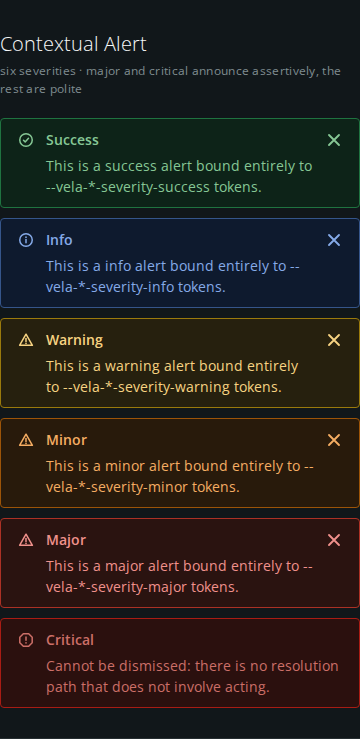 Contextual Alert
six severities · major and critical announce assertively, the
rest are polite
Success
This is a success alert bound entirely to
--vela-*-severity-success tokens.
Info
This is a info alert bound entirely to --
vela-*-severity-info tokens.
Warning
This is a warning alert bound entirely
to --vela-*-severity-warning tokens.
Minor
This is a minor alert bound entirely to --
vela-*-severity-minor tokens.
Major
This is a major alert bound entirely to --
vela-*-severity-major tokens.
Critical
Cannot be dismissed: there is no resolution
path that does not involve acting.